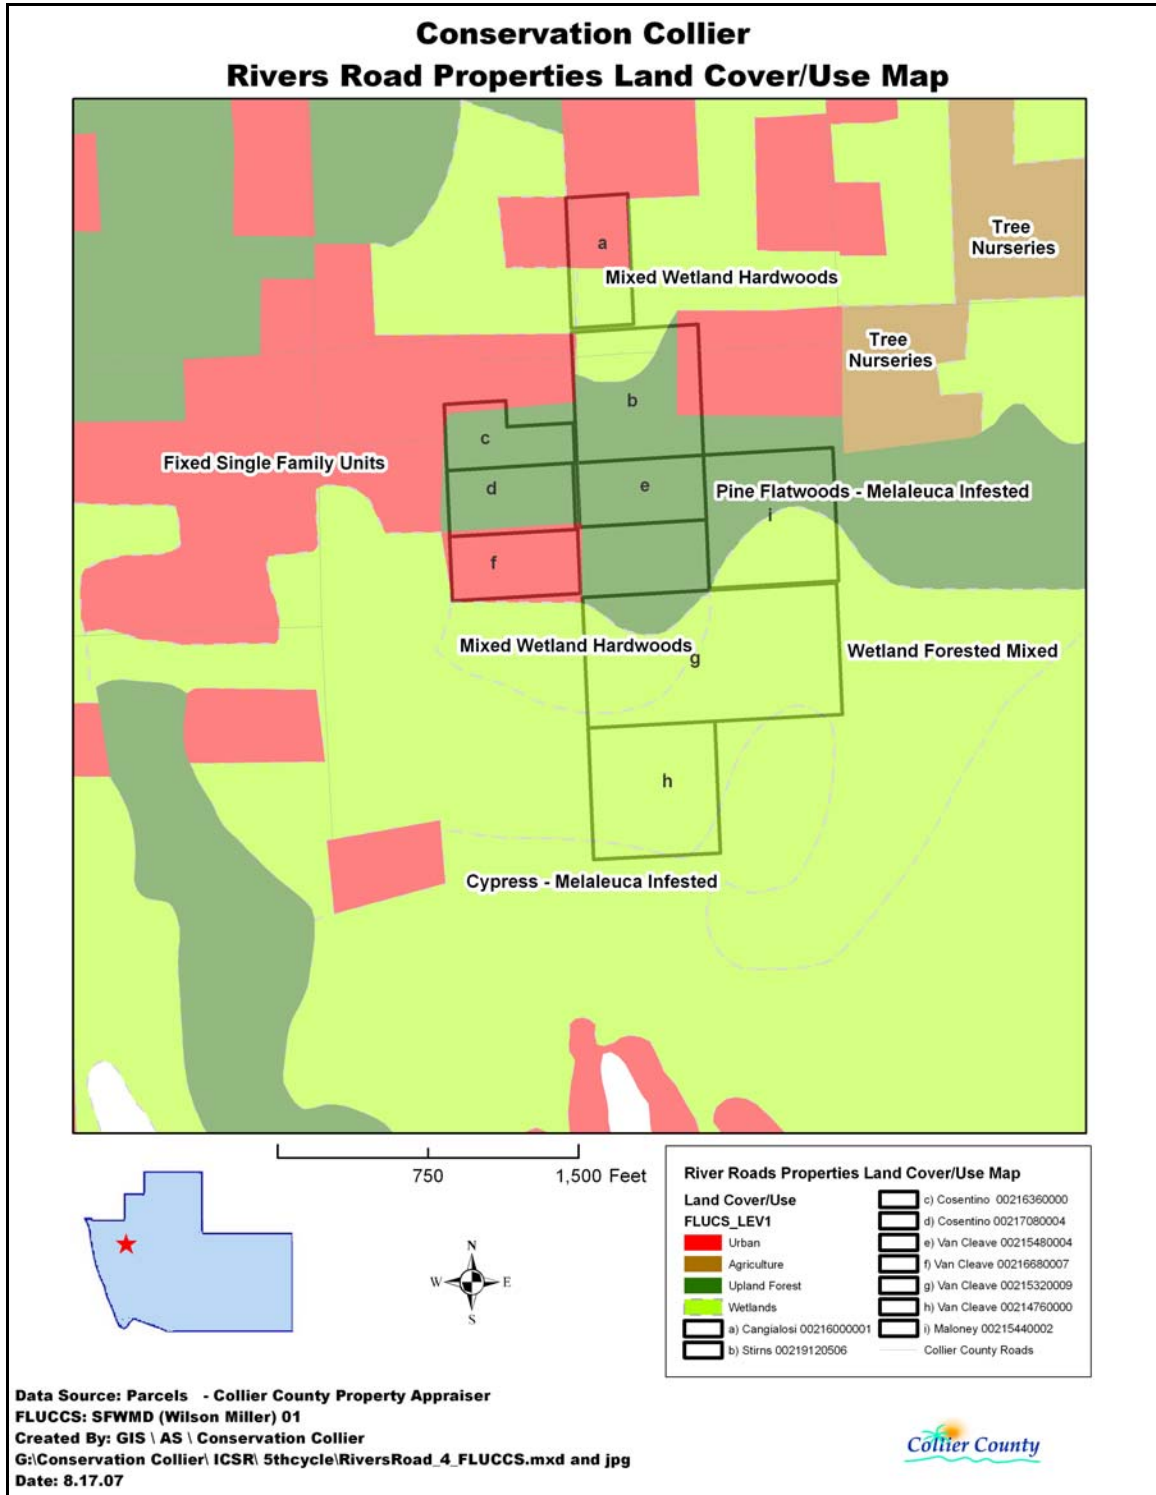 Conservation Collier
Rivers Road Properties Land Cover/Use Map
Tree
Nurseries
a
Mixed Wetland Hardwoods
Tree
Nurseries
b
c
Fixed Single Family Units
d
e
Pine Flatwoods - Melaleuca Infested
i
f
Mixed Wetland Hardwoods
g
Wetland Forested Mixed
h
Cypress - Melaleuca Infested
750
1,500 Feet
N
W
E
S
River Roads Properties Land Cover/Use Map
Land Cover/Use
FLUCS_LEV1
Urban
Agriculture
Upland Forest
Wetlands
a) Cangialosi 00216000001
b) Stirns 00219120506
c) Cosentino 00216360000
d) Cosentino 00217080004
e) Van Cleave 00215480004
f) Van Cleave 00216680007
g) Van Cleave 00215320009
h) Van Cleave 00214760000
i) Maloney 00215440002
Collier County Roads
Data Source: Parcels - Collier County Property Appraiser
FLUCCS: SFWMD (Wilson Miller) 01
Created By: GIS \ AS \ Conservation Collier
G:\Conservation Collier\ ICSR\ 5thcycle\RiversRoad_4_FLUCCS.mxd and jpg
Date: 8.17.07
Collier County